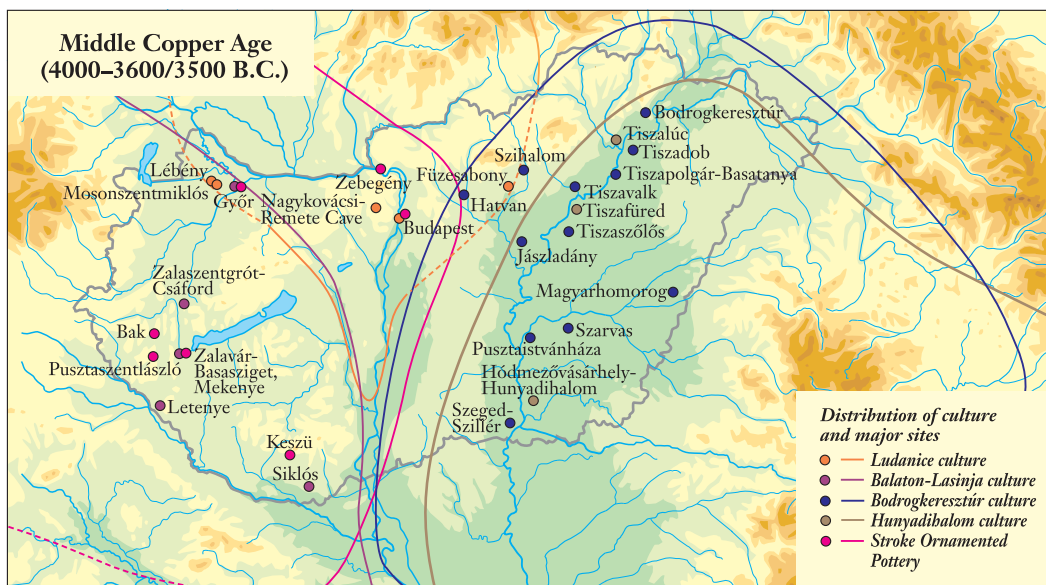 Middle Copper Age
(4000–3600/3500 B.C.)
Bodrogkeresztúr
Tiszalúc
Tiszadob
Szihalom
Lébény
Zebegény
Füzesabony
Tiszapolgár-Basatanya
Mosonszentmiklós
Győr
Nagykovácsi-
Remete Cave
Hatvan
Tiszavalk
Tiszafüred
Budapest
Tiszaszőlős
Jászladány
Zalaszentgrót-
Csáford
Magyarhomorog
Bak
Szarvas
Pusztaistvánháza
Pusztaszentlászló
Zalavár-
Basasziget,
Mekenye
Hódmezővásárhely-
Hunyadihalom
Letenye
Szeged-
Szillér
Keszü
Siklós
Distribution of culture
and major sites
Ludanice culture
Balaton-Lasinja culture
Bodrogkeresztúr culture
Hunyadihalom culture
Stroke Ornamented
Pottery